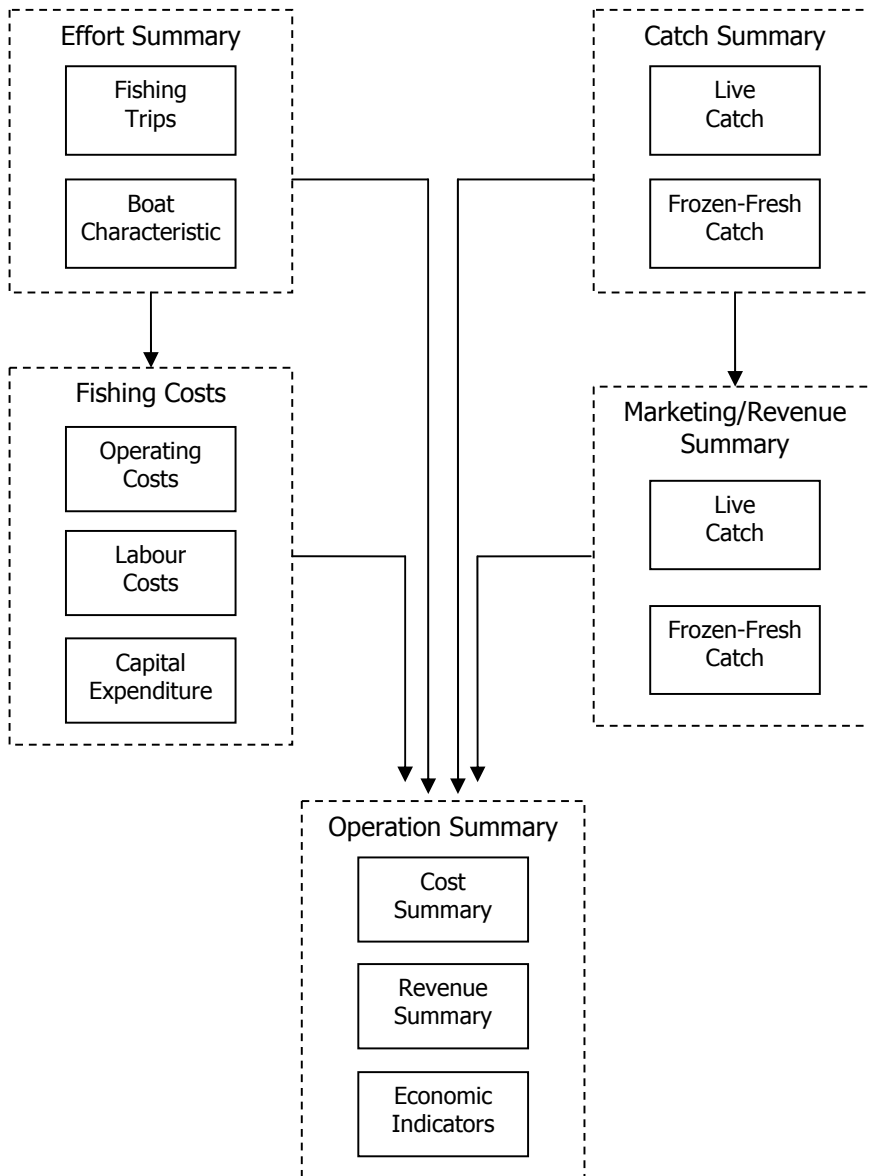 Effort Summary
Fishing
Trips
Boat
Characteristic
Catch Summary
Live
Catch
Frozen-Fresh
Catch
Fishing Costs
Operating
Costs
Labour
Costs
Capital
Expenditure
Marketing/Revenue
Summary
Live
Catch
Frozen-Fresh
Catch
Operation Summary
Cost
Summary
Revenue
Summary
Economic
Indicators